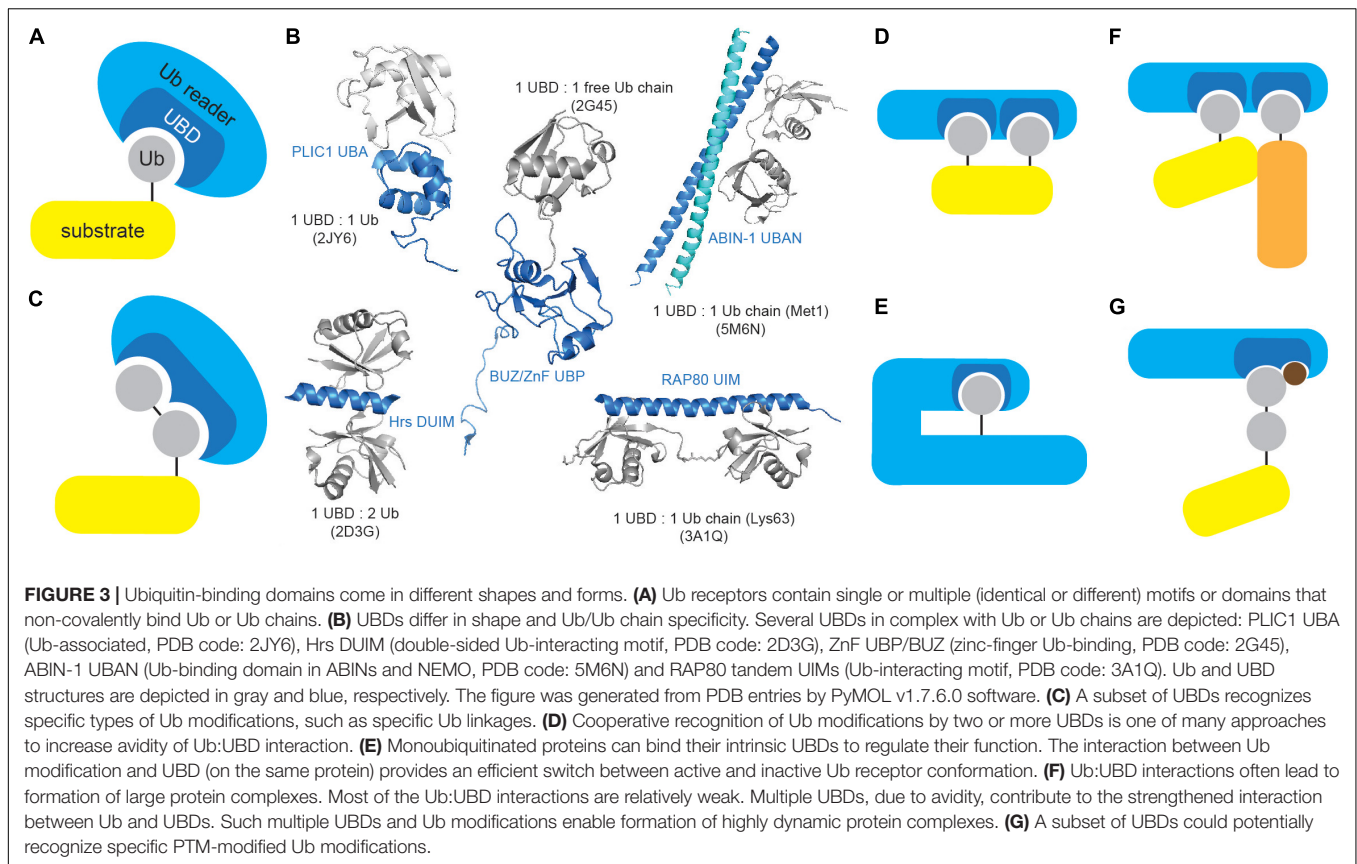 A
Ub reader
UBD
Ub
substrate
B
PLIC1 UBA
1 UBD : 1 Ub
(2JY6)
1 UBD : 1 free Ub chain
(2G45)
BUZ/ZnF UBP
ABIN-1 UBAN
1 UBD : 1 Ub chain (Met1)
(5M6N)
Hrs DUIM
1 UBD : 2 Ub
(2D3G)
RAP80 UIM
1 UBD : 1 Ub chain (Lys63)
(3A1Q)
C
D
E
F
G
FIGURE 3 | Ubiquitin-binding domains come in different shapes and forms. (A) Ub receptors contain single or multiple (identical or different) motifs or domains that
non-covalently bind Ub or Ub chains. (B) UBDs differ in shape and Ub/Ub chain specificity. Several UBDs in complex with Ub or Ub chains are depicted: PLIC1 UBA
(Ub-associated, PDB code: 2JY6), Hrs DUIM (double-sided Ub-interacting motif, PDB code: 2D3G), ZnF UBP/BUZ (zinc-finger Ub-binding, PDB code: 2G45),
ABIN-1 UBAN (Ub-binding domain in ABINs and NEMO, PDB code: 5M6N) and RAP80 tandem UIMs (Ub-interacting motif, PDB code: 3A1Q). Ub and UBD
structures are depicted in gray and blue, respectively. The figure was generated from PDB entries by PyMOL v1.7.6.0 software. (C) A subset of UBDs recognizes
specific types of Ub modifications, such as specific Ub linkages. (D) Cooperative recognition of Ub modifications by two or more UBDs is one of many approaches
to increase avidity of Ub:UBD interaction. (E) Monoubiquitinated proteins can bind their intrinsic UBDs to regulate their function. The interaction between Ub
modification and UBD (on the same protein) provides an efficient switch between active and inactive Ub receptor conformation. (F) Ub:UBD interactions often lead to
formation of large protein complexes. Most of the Ub:UBD interactions are relatively weak. Multiple UBDs, due to avidity, contribute to the strengthened interaction
between Ub and UBDs. Such multiple UBDs and Ub modifications enable formation of highly dynamic protein complexes. (G) A subset of UBDs could potentially
recognize specific PTM-modified Ub modifications.